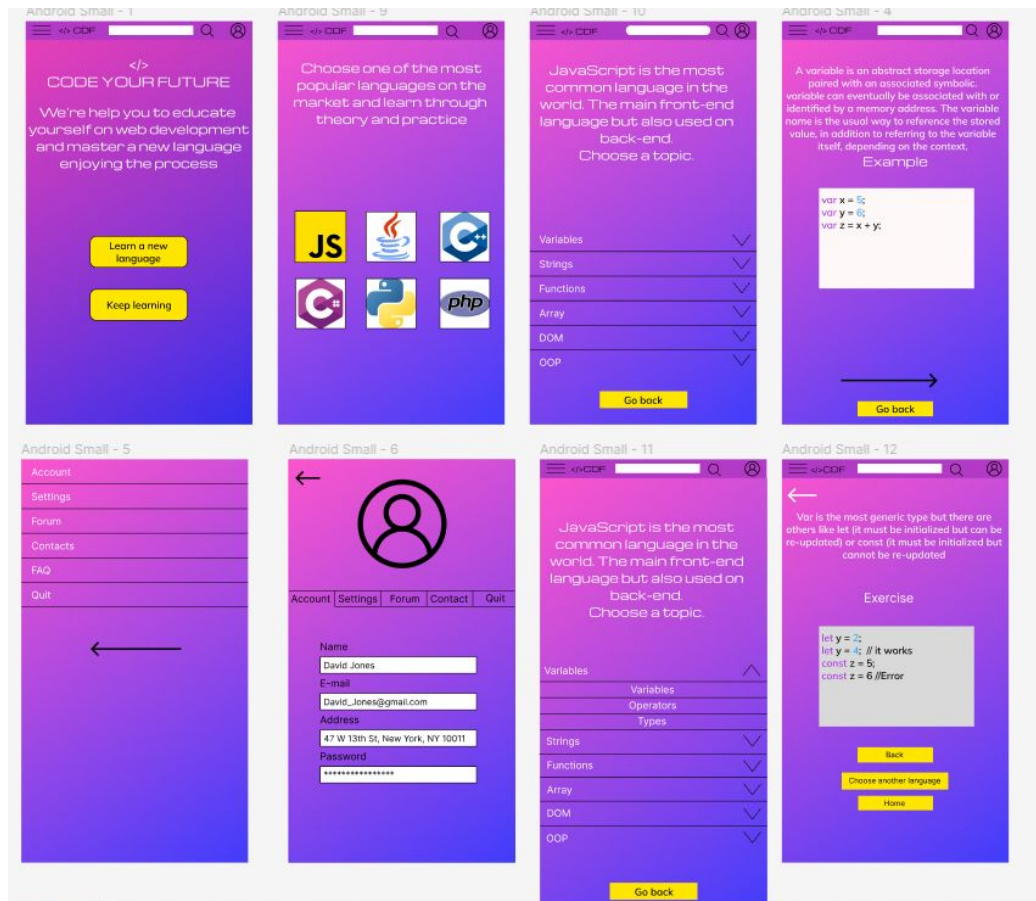 Android Small - 1
</> CDF
</>
CODE YOUR FUTURE
We're help you to educate
yourself on web development
and master a new language
enjoying the process
Learn a new
language
Keep learning
Android Small - 9
</> CDF
Choose one of the most
popular languages on the
market and learn through
theory and practice
JS
C++
C#
php
Android Small - 10
</> CDF
JavaScript is the most
common language in the
world. The main front-end
language but also used on
back-end.
Choose a topic.
Variables
Strings
Functions
Array
DOM
OOP
Go back
Android Small - 4
</> CDF
A variable is an abstract storage location
paired with an associated symbolic.
variable can eventually be associated with or
identified by a memory address. The variable
name is the usual way to reference the stored
value, in addition to referring to the variable
itself, depending on the context,
Example
var x = 5;
var y = 6;
var z = x + y;
Go back
Android Small - 5
Account
Settings
Forum
Contacts
FAQ
Quit
Android Small - 6
Account Settings Forum Contact Quit
Name
David Jones
E-mail
David_Jones@gmail.com
Address
47 W 13th St, New York, NY 10011
Password
****************
Android Small - 11
</>CDF
JavaScript is the most
common language in the
world. The main front-end
language but also used on
back-end.
Choose a topic.
Variables
Variables
Operators
Types
Strings
Functions
Array
DOM
OOP
Go back
Android Small - 12
</>CDF
Var is the most generic type but there are
others like let (it must be initialized but can be
re-updated) or const (it must be initialized but
cannot be re-updated
Exercise
let y = 2;
let y = 4; // it works
const z = 5;
const z = 6 //Error
Back
Choose another language
Home